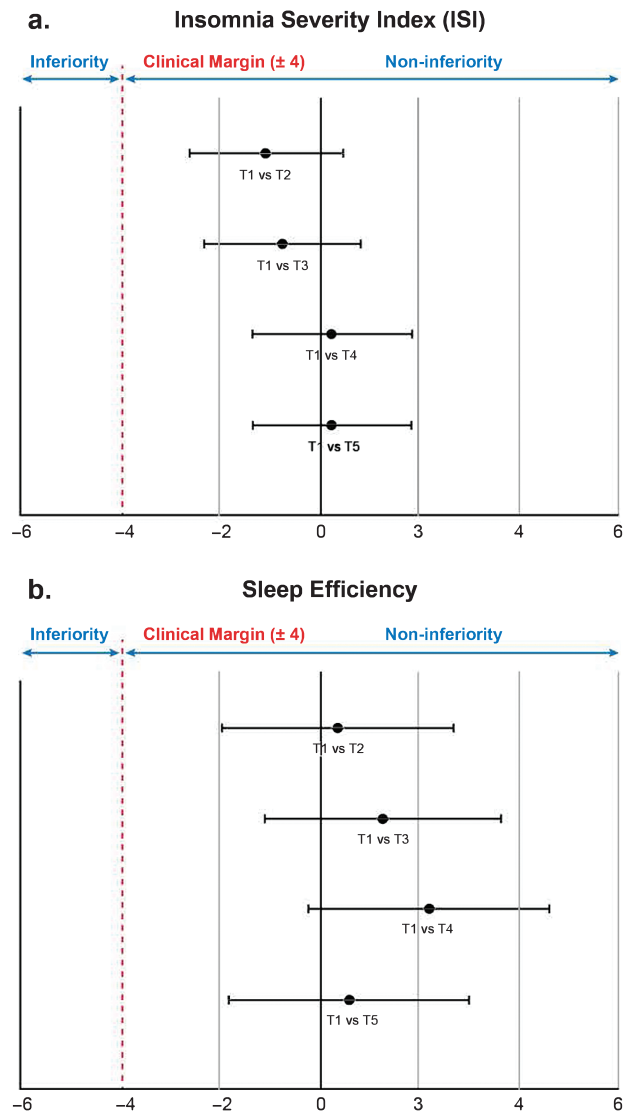 a. Insomnia Severity Index (ISI)
Inferiority Clinical Margin (± 4) Non-inferiority
T1 vs T2
T1 vs T3
T1 vs T4
T1 vs T5
–6 –4 –2 0 3 4 6
b. Sleep Efficiency
Inferiority Clinical Margin (± 4) Non-inferiority
T1 vs T2
T1 vs T3
T1 vs T4
T1 vs T5
–6 –4 –2 0 3 4 6